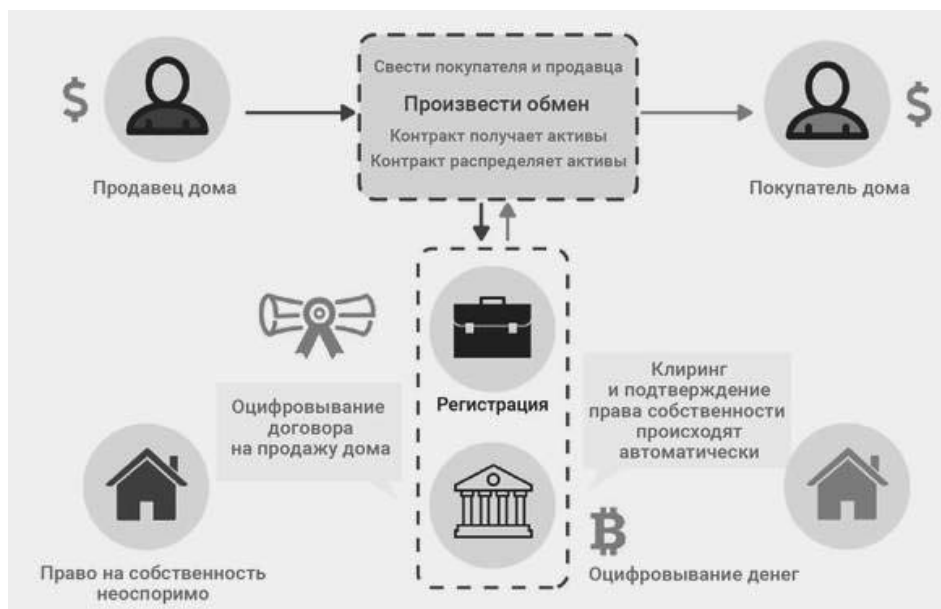 $
Свести покупателя и продавца
Произвести обмен
Контракт получает активы
Контракт распределяет активы
$
Продавец дома
Покупатель дома
Оцифровывание
договора
на продажу дома
Регистрация
Клиринг
и подтверждение
права собственности
происходят
автоматически
Право на собственность
неоспоримо
₿
Оцифровывание денег